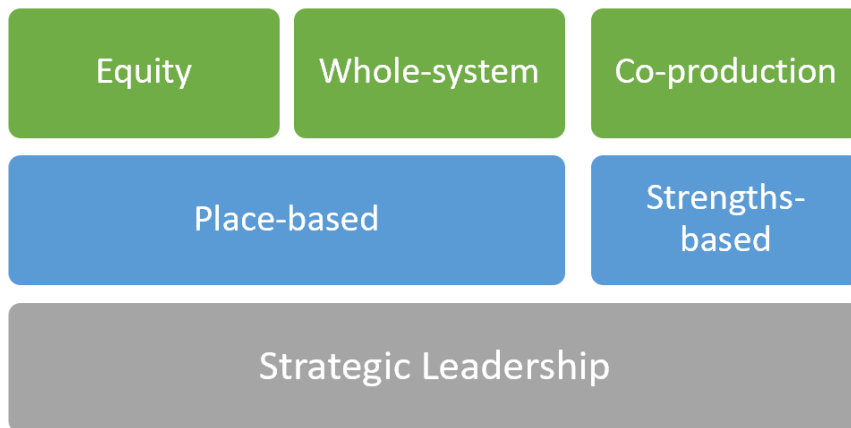 Equity
Whole-system
Co-production
Place-based
Strengths-
based
Strategic Leadership